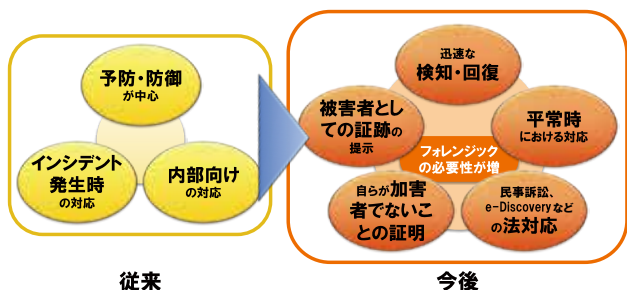 予防・防御
が中心
インシデント
発生時
の対応
内部向け
の対応
従来
迅速な
検知・回復
被害者とし
ての証跡の
提示
平常時
における対応
フォレンジック
の必要性が増
自らが加害
者でないこ
との証明
民事訴訟、
e-Discoveryなど
の法対応
今後